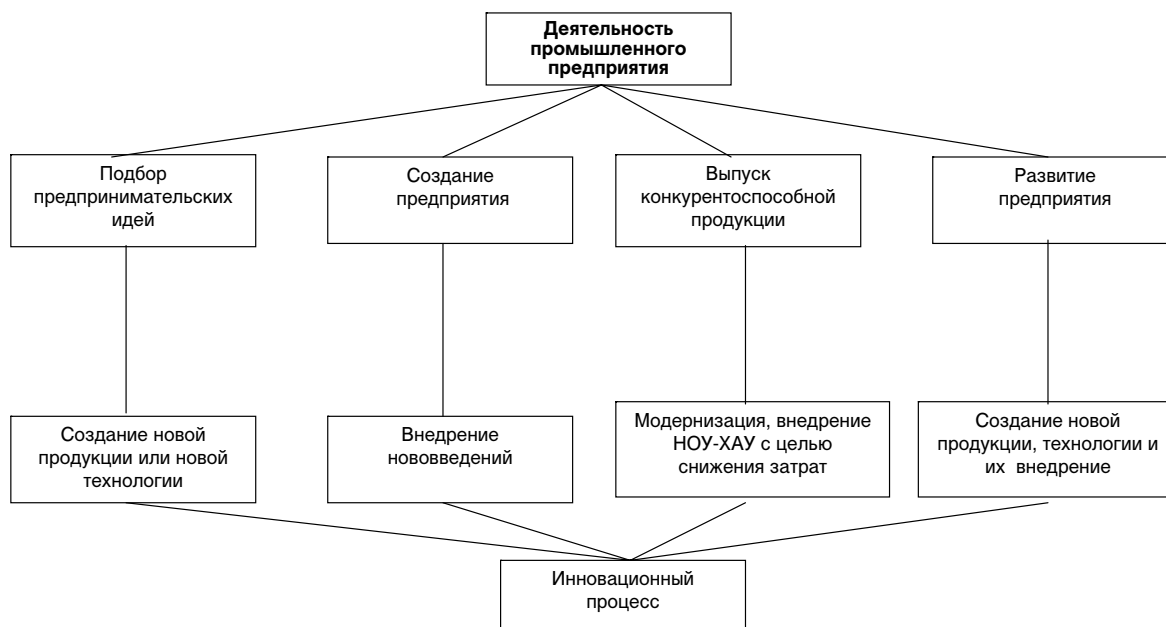 Деятельность
промышленного
предприятия
Подбор
предпринимательских
идей
Создание
предприятия
Выпуск
конкурентоспособной
продукции
Развитие
предприятия
Создание новой
продукции или новой
технологии
Внедрение
нововведений
Модернизация, внедрение
НОУ-ХАУ с целью
снижения затрат
Создание новой
продукции, технологии и
их внедрение
Инновационный
процесс